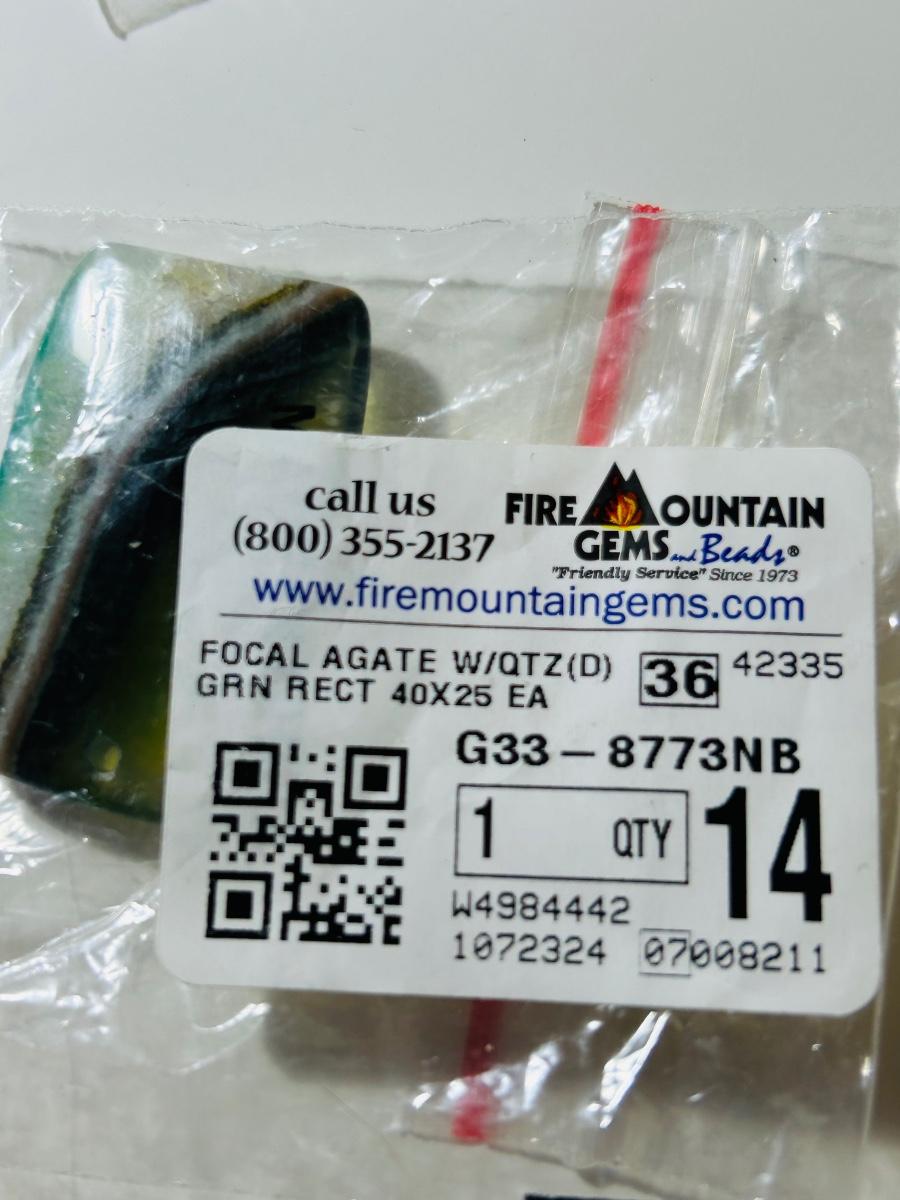 call us
(800) 355-2137
FIRE MOUNTAIN
GEMS and Beads®
"Friendly Service" Since 1973
www.firemountaingems.com
FOCAL AGATE W/QTZ(D) 36 42335
GRN RECT 40X25 EA
G33-8773NB
1 QTY 14
W4984442
1072324 07008211